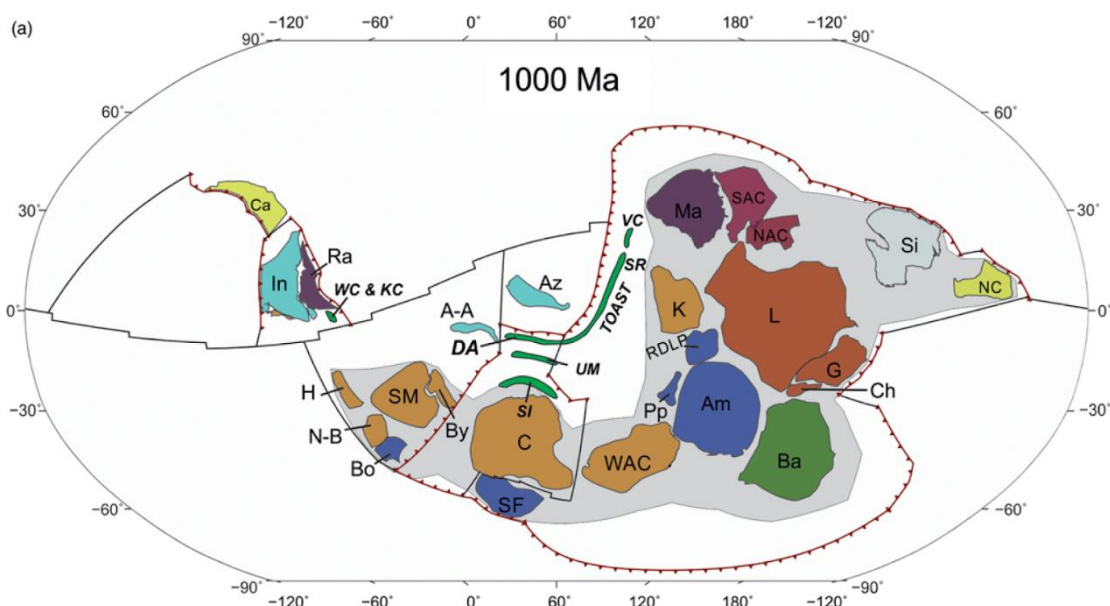 (a)
−120° −60° 0° 60° 120° 180° −120°
90° 90°
1000 Ma
60° 60°
30° 30°
0° 0°
−30° −30°
−60° −60°
−90° −90°
−120° −60° 0° 60° 120° 180° −120°
Ca
In
Ra
WC & KC
A-A
Az
DA
UM
SI
TOAST
SR
VC
H
SM
N-B
Bo
By
C
SF
WAC
Ma
SAC
NAC
Si
NC
K
L
RDLP
G
Ch
Pp
Am
Ba